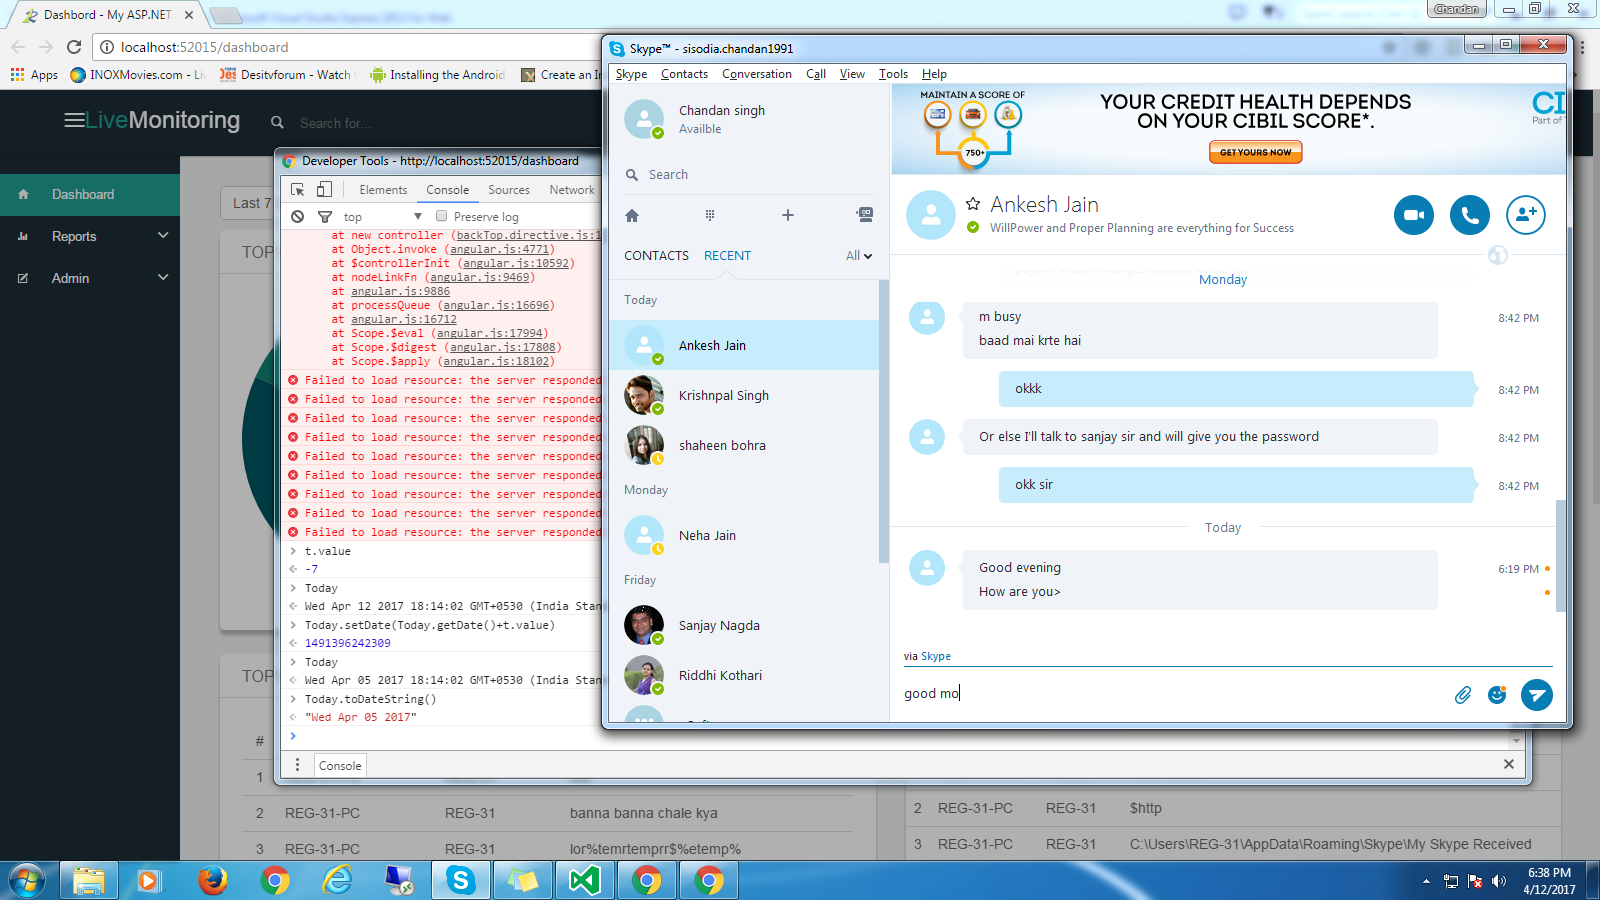 Dashbord - My ASP.NET
Chandan
localhost:52015/dashboard
Apps
INOXMovies.com - Li
Desitvforum - Watch
Installing the Android
Create an In
LiveMonitoring
Search for...
Dashboard
Reports
Admin
Last 7
TOP
TOP
#
1
2 REG-31-PC REG-31 banna banna chale kya
3 REG-31-PC REG-31 lor%temrtemprr$%etemp%
2 REG-31-PC REG-31 $http
3 REG-31-PC REG-31 C:\Users\REG-31\AppData\Roaming\Skype\My Skype Received
Developer Tools - http://localhost:52015/dashboard
Elements Console Sources Network
top Preserve log
at new controller (backTop.directive.js:1
at Object.invoke (angular.js:4771)
at $controllerInit (angular.js:10592)
at nodeLinkFn (angular.js:9469)
at angular.js:9886
at processQueue (angular.js:16696)
at angular.js:16712
at Scope.$eval (angular.js:17994)
at Scope.$digest (angular.js:17808)
at Scope.$apply (angular.js:18102)
Failed to load resource: the server responded
Failed to load resource: the server responded
Failed to load resource: the server responded
Failed to load resource: the server responded
Failed to load resource: the server responded
Failed to load resource: the server responded
Failed to load resource: the server responded
Failed to load resource: the server responded
Failed to load resource: the server responded
> t.value
-7
> Today
Wed Apr 12 2017 18:14:02 GMT+0530 (India Stan
> Today.setDate(Today.getDate()+t.value)
1491396242309
> Today
Wed Apr 05 2017 18:14:02 GMT+0530 (India Stan
> Today.toDateString()
"Wed Apr 05 2017"
>
Console
Skype™ - sisodia.chandan1991
Skype Contacts Conversation Call View Tools Help
Chandan singh
Availble
Search
CONTACTS RECENT All
Today
Ankesh Jain
Krishnpal Singh
shaheen bohra
Monday
Neha Jain
Friday
Sanjay Nagda
Riddhi Kothari
MAINTAIN A SCORE OF
750+
YOUR CREDIT HEALTH DEPENDS
ON YOUR CIBIL SCORE*.
GET YOURS NOW
CI
Part of
Ankesh Jain
WillPower and Proper Planning are everything for Success
Monday
m busy 8:42 PM
baad mai krte hai
okkk 8:42 PM
Or else I'll talk to sanjay sir and will give you the password 8:42 PM
okk sir 8:42 PM
Today
Good evening 6:19 PM
How are you>
via Skype
good mo
6:38 PM
4/12/2017